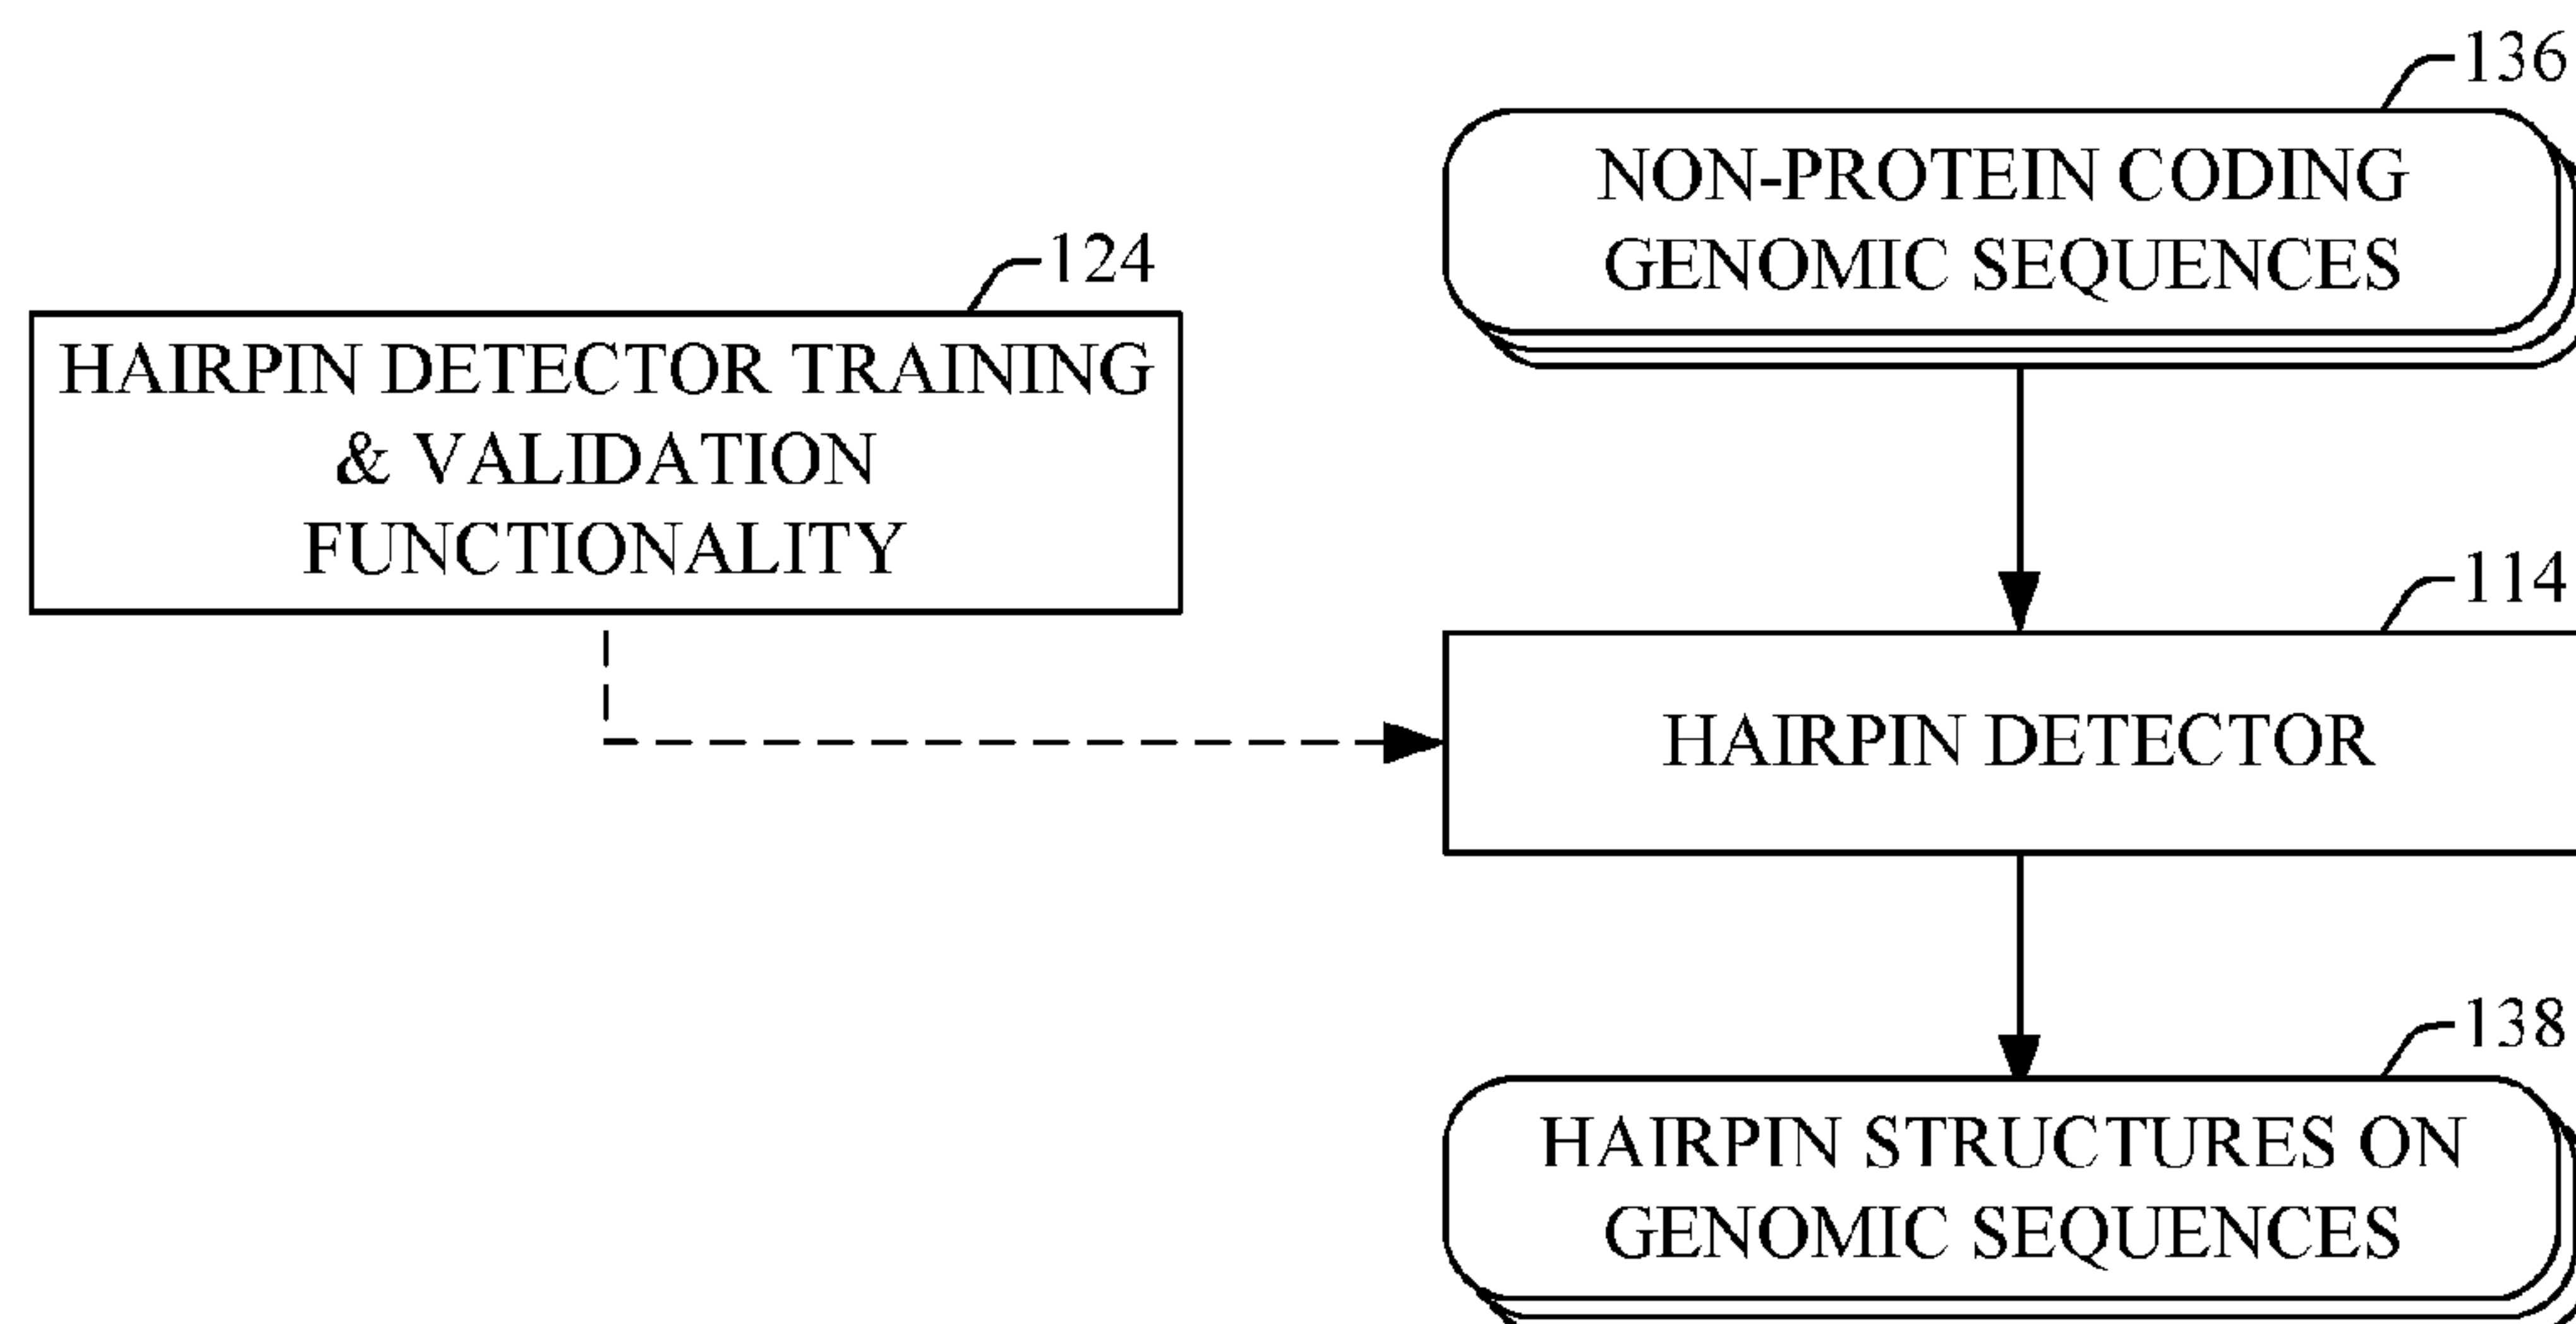 136
NON-PROTEIN CODING
GENOMIC SEQUENCES
124
HAIRPIN DETECTOR TRAINING
& VALIDATION
FUNCTIONALITY
114
HAIRPIN DETECTOR
138
HAIRPIN STRUCTURES ON
GENOMIC SEQUENCES